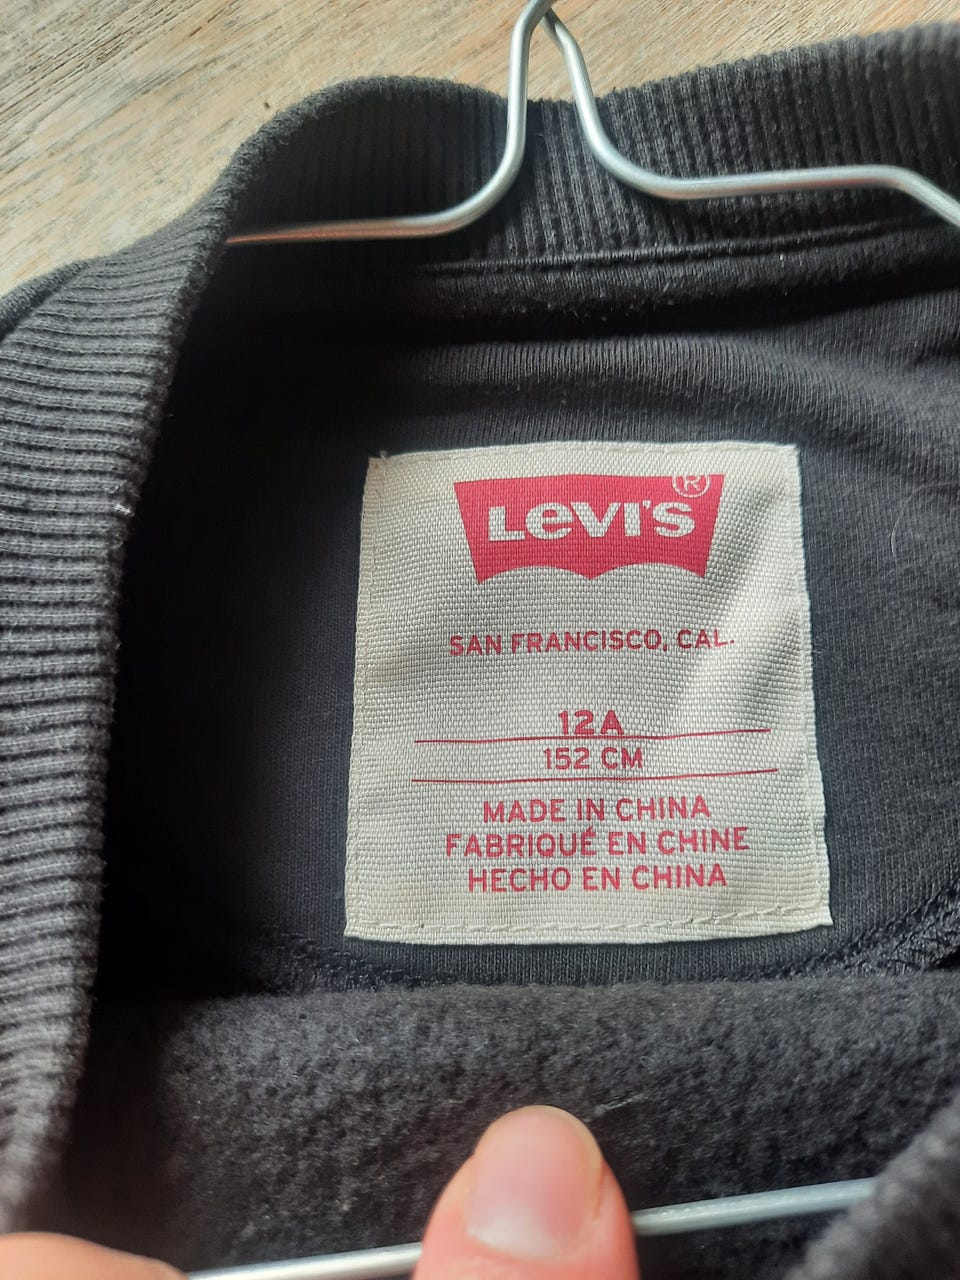 Levi's ®
SAN FRANCISCO, CAL.
12A
152 CM
MADE IN CHINA
FABRIQUÉ EN CHINE
HECHO EN CHINA